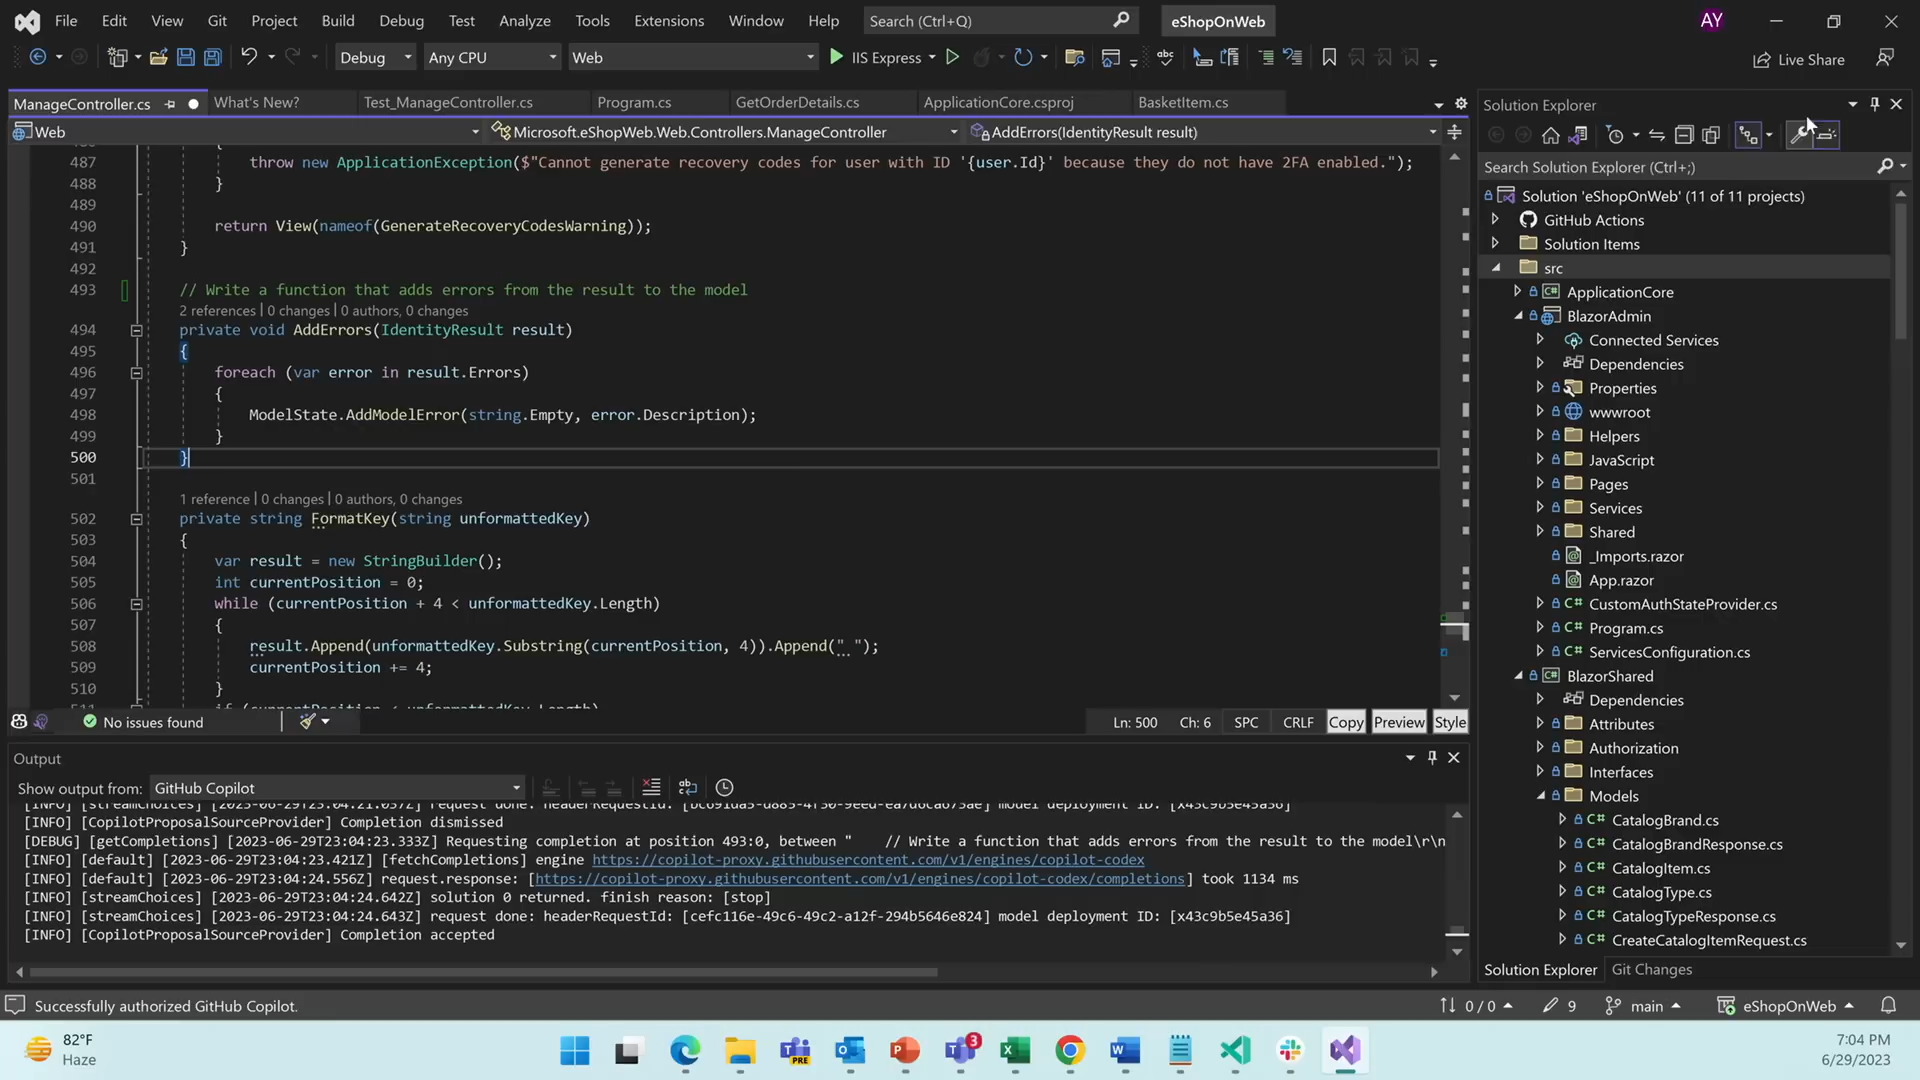 File Edit View Git Project Build Debug Test Analyze Tools Extensions Window Help Search (Ctrl+Q) eShopOnWeb AY
Debug Any CPU Web IIS Express Live Share
ManageController.cs What's New? Test_ManageController.cs Program.cs GetOrderDetails.cs ApplicationCore.csproj BasketItem.cs
Web Microsoft.eShopWeb.Web.Controllers.ManageController AddErrors(IdentityResult result)
487 throw new ApplicationException($"Cannot generate recovery codes for user with ID '{user.Id}' because they do not have 2FA enabled.");
488 }
489
490 return View(nameof(GenerateRecoveryCodesWarning));
491 }
492
493 // Write a function that adds errors from the result to the model
2 references | 0 changes | 0 authors, 0 changes
494 private void AddErrors(IdentityResult result)
495 {
496 foreach (var error in result.Errors)
497 {
498 ModelState.AddModelError(string.Empty, error.Description);
499 }
500 }
501
1 reference | 0 changes | 0 authors, 0 changes
502 private string FormatKey(string unformattedKey)
503 {
504 var result = new StringBuilder();
505 int currentPosition = 0;
506 while (currentPosition + 4 < unformattedKey.Length)
507 {
508 result.Append(unformattedKey.Substring(currentPosition, 4)).Append(" ");
509 currentPosition += 4;
510 }
No issues found Ln: 500 Ch: 6 SPC CRLF Copy Preview Style
Output
Show output from: GitHub Copilot
[INFO] [CopilotProposalSourceProvider] Completion dismissed
[DEBUG] [getCompletions] [2023-06-29T23:04:23.333Z] Requesting completion at position 493:0, between " // Write a function that adds errors from the result to the model\r\n
[INFO] [default] [2023-06-29T23:04:23.421Z] [fetchCompletions] engine https://copilot-proxy.githubusercontent.com/v1/engines/copilot-codex
[INFO] [default] [2023-06-29T23:04:24.556Z] request.response: [https://copilot-proxy.githubusercontent.com/v1/engines/copilot-codex/completions] took 1134 ms
[INFO] [streamChoices] [2023-06-29T23:04:24.642Z] solution 0 returned. finish reason: [stop]
[INFO] [streamChoices] [2023-06-29T23:04:24.643Z] request done: headerRequestId: [cefc116e-49c6-49c2-a12f-294b5646e824] model deployment ID: [x43c9b5e45a36]
[INFO] [CopilotProposalSourceProvider] Completion accepted
Solution Explorer
Search Solution Explorer (Ctrl+;)
Solution 'eShopOnWeb' (11 of 11 projects)
GitHub Actions
Solution Items
src
ApplicationCore
BlazorAdmin
Connected Services
Dependencies
Properties
wwwroot
Helpers
JavaScript
Pages
Services
Shared
_Imports.razor
App.razor
CustomAuthStateProvider.cs
Program.cs
ServicesConfiguration.cs
BlazorShared
Dependencies
Attributes
Authorization
Interfaces
Models
CatalogBrand.cs
CatalogBrandResponse.cs
CatalogItem.cs
CatalogType.cs
CatalogTypeResponse.cs
CreateCatalogItemRequest.cs
Solution Explorer Git Changes
Successfully authorized GitHub Copilot. 0 / 0 9 main eShopOnWeb
82°F
Haze
PRE 3
7:04 PM
6/29/2023